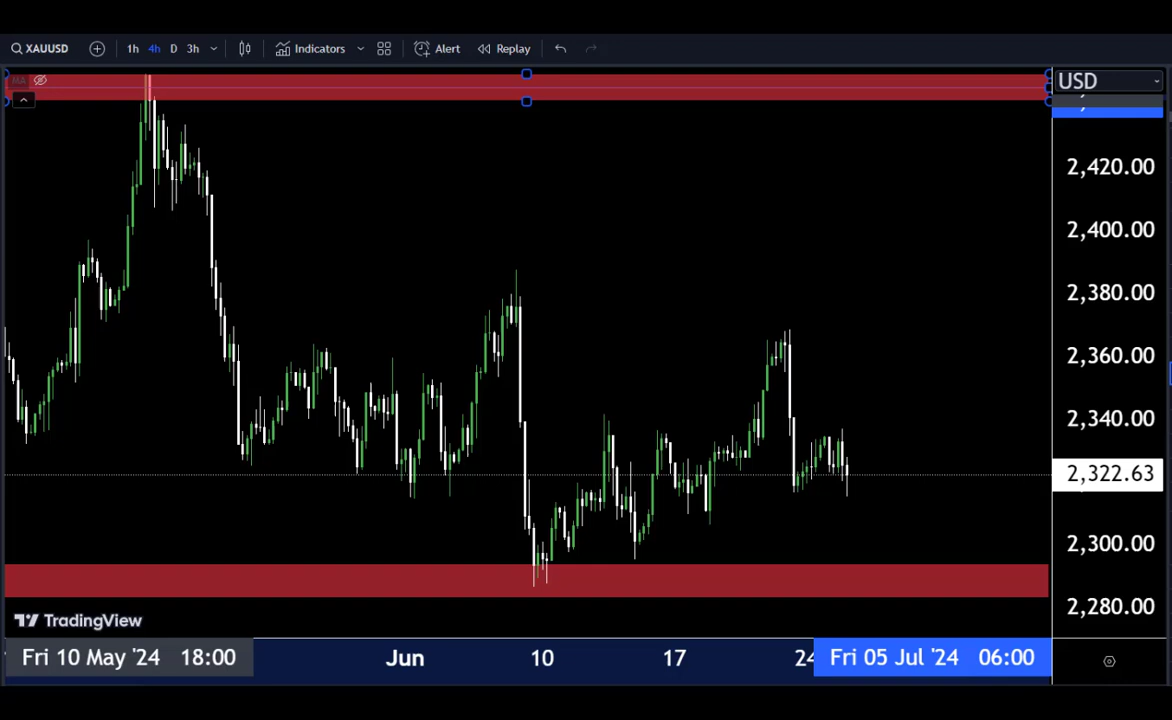 XAUUSD 1h 4h D 3h Indicators Alert Replay
MA
USD
2,420.00
2,400.00
2,380.00
2,360.00
2,340.00
2,322.63
2,300.00
2,280.00
TradingView
Fri 10 May '24 18:00 Jun 10 17 24 Fri 05 Jul '24 06:00